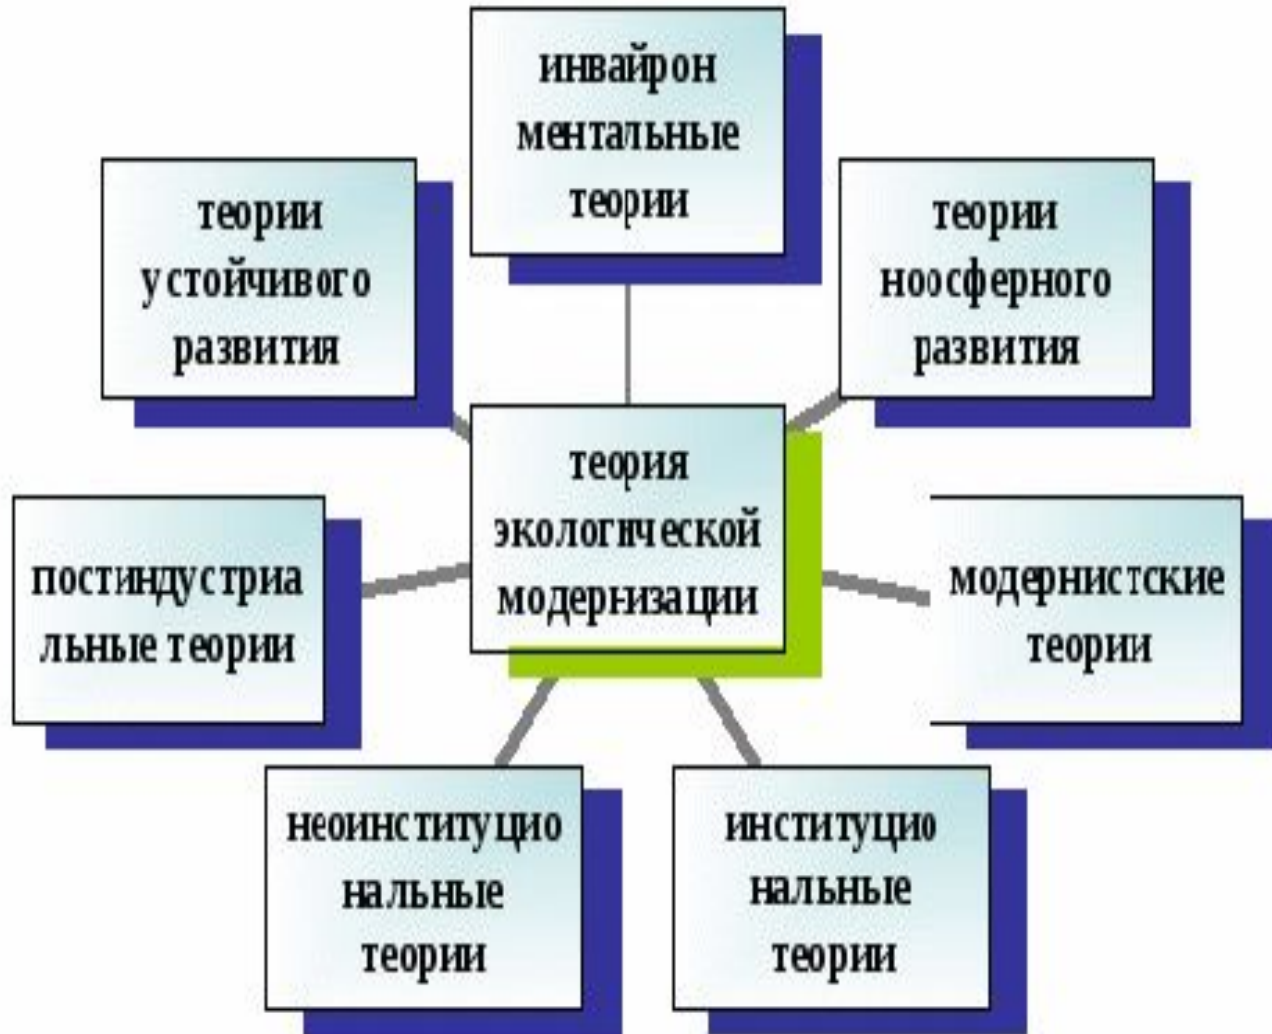 инвайрон
ментальные
теории
теории
устойчивого
развития
теории
ноосферного
развития
теория
экологической
модернизации
постиндустриа
льные теории
модернистские
теории
неоинституцио
нальные
теории
институцио
нальные
теории